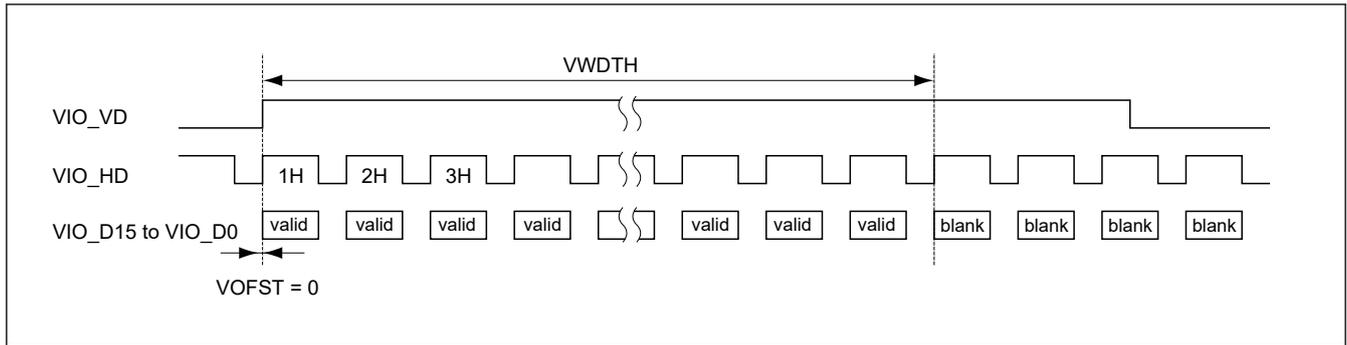 VWDTH
VIO_VD
VIO_HD 1H 2H 3H
VIO_D15 to VIO_D0 valid valid valid valid valid valid valid blank blank blank blank
VOFST = 0